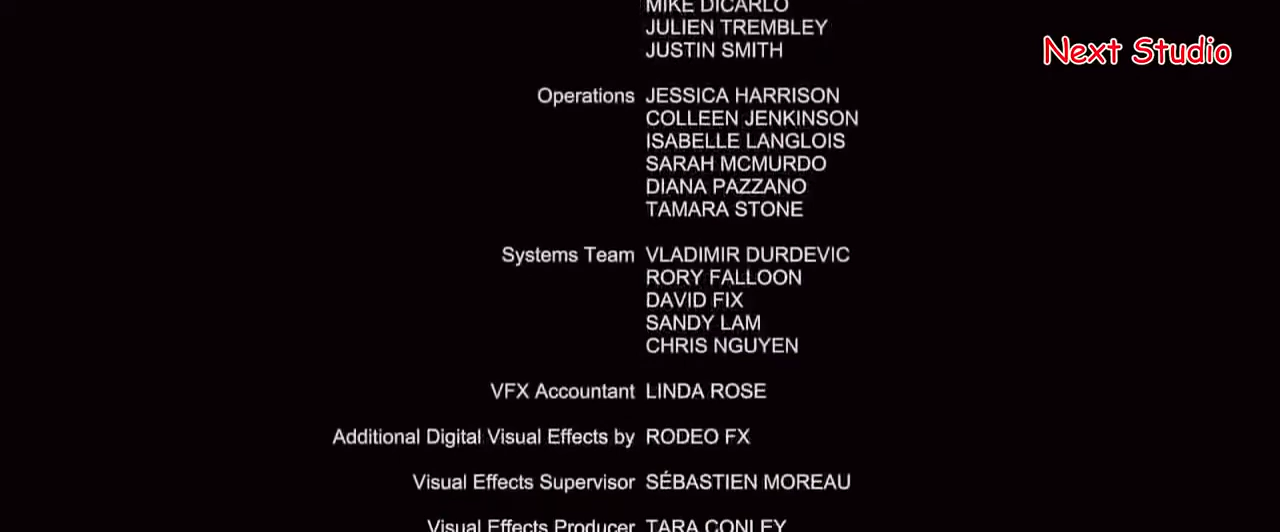 MIKE DICARLO
JULIEN TREMBLEY
JUSTIN SMITH
Next Studio
Operations JESSICA HARRISON
COLLEEN JENKINSON
ISABELLE LANGLOIS
SARAH MCMURDO
DIANA PAZZANO
TAMARA STONE
Systems Team VLADIMIR DURDEVIC
RORY FALLOON
DAVID FIX
SANDY LAM
CHRIS NGUYEN
VFX Accountant LINDA ROSE
Additional Digital Visual Effects by RODEO FX
Visual Effects Supervisor SÉBASTIEN MOREAU
Visual Effects Producer TARA CONLEY